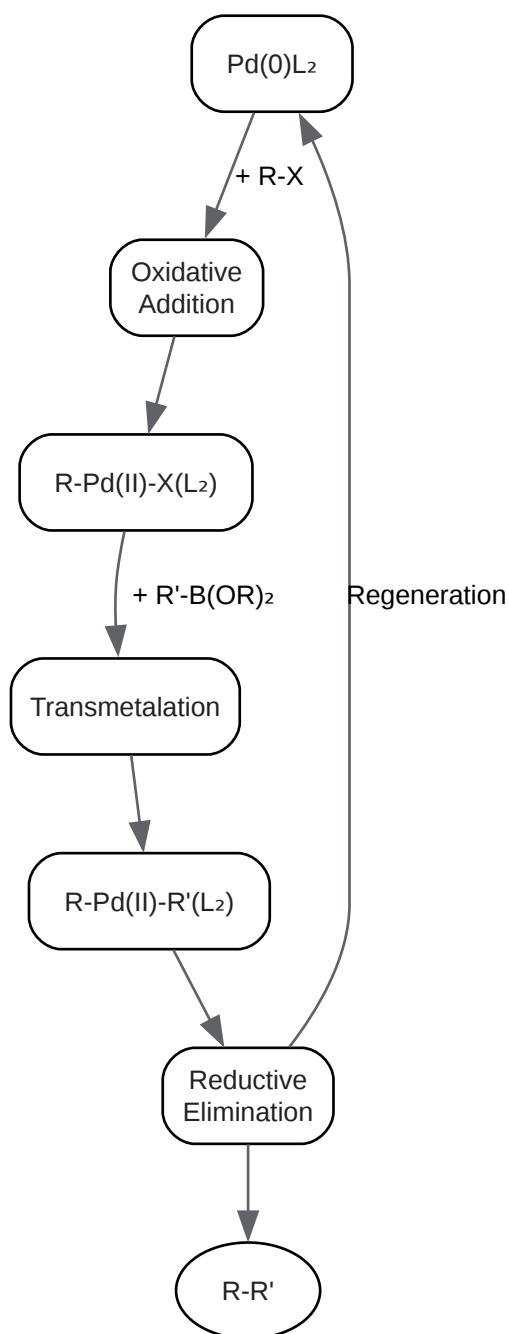 Pd(0)L₂
+ R-X
Oxidative
Addition
R-Pd(II)-X(L₂)
+ R'-B(OR)₂
Regeneration
Transmetalation
R-Pd(II)-R'(L₂)
Reductive
Elimination
R-R'